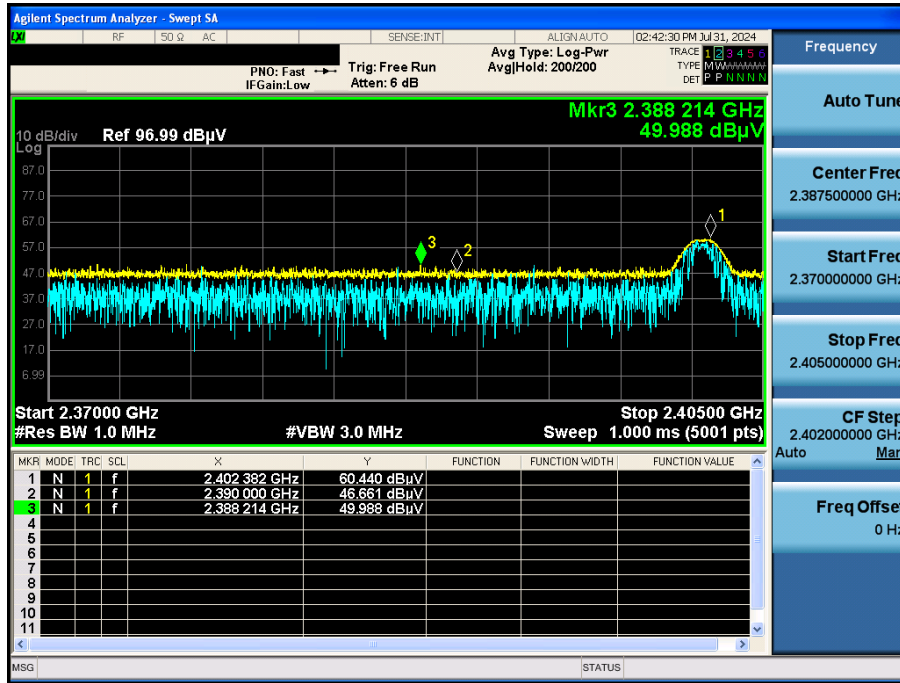 Agilent Spectrum Analyzer - Swept SA
LXI RF 50 Ω AC SENSE:INT ALIGN AUTO 02:42:30 PM Jul 31, 2024
Frequency
PNO: Fast
IFGain:Low
Trig: Free Run
Atten: 6 dB
Avg Type: Log-Pwr
Avg|Hold: 200/200
TRACE 1 2 3 4 5 6
TYPE MWWWWW
DET P P N N N N
Auto Tune
Mkr3 2.388 214 GHz
49.988 dBµV
10 dB/div Ref 96.99 dBµV
Log
87.0
77.0
67.0
57.0
47.0
37.0
27.0
17.0
6.99
1
2
3
Center Freq
2.387500000 GHz
Start Freq
2.370000000 GHz
Stop Freq
2.405000000 GHz
CF Step
2.402000000 GHz
Auto Man
Freq Offset
0 Hz
Start 2.37000 GHz Stop 2.40500 GHz
#Res BW 1.0 MHz #VBW 3.0 MHz Sweep 1.000 ms (5001 pts)
MKR MODE TRC SCL X Y FUNCTION FUNCTION WIDTH FUNCTION VALUE
1 N 1 f 2.402 382 GHz 60.440 dBµV
2 N 1 f 2.390 000 GHz 46.661 dBµV
3 N 1 f 2.388 214 GHz 49.988 dBµV
4
5
6
7
8
9
10
11
MSG STATUS